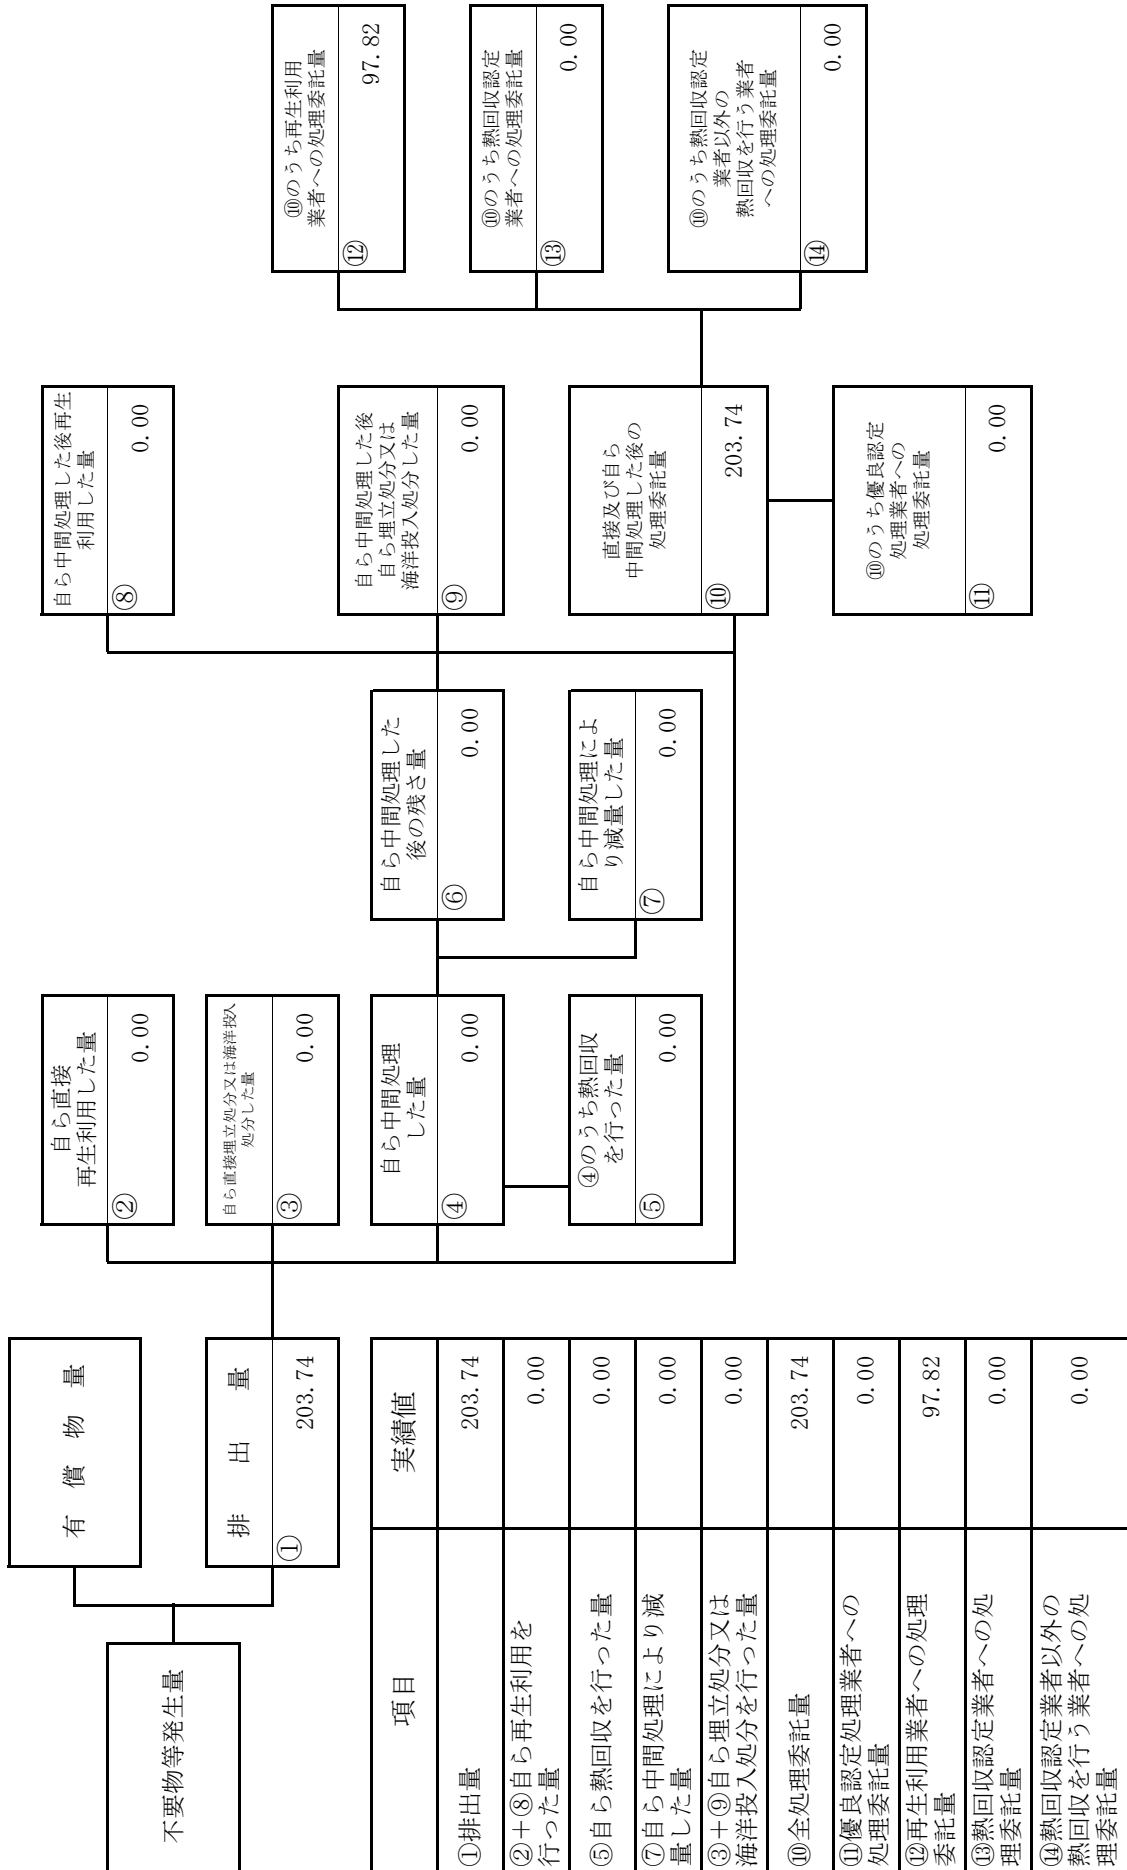 不要物等発生量
有償物量
排出量
①
203.74
自ら直接
再生利用した量
②
0.00
自ら直接埋立処分又は海洋投入
処分した量
③
0.00
自ら中間処理
した量
④
0.00
④のうち熱回収
を行った量
⑤
0.00
自ら中間処理した
後の残さ量
⑥
0.00
自ら中間処理によ
り減量した量
⑦
0.00
自ら中間処理した後再生
利用した量
⑧
0.00
自ら中間処理した後
自ら埋立処分又は
海洋投入処分した量
⑨
0.00
直接及び自ら
中間処理した後の
処理委託量
⑩
203.74
⑩のうち優良認定
処理業者への
処理委託量
⑪
0.00
⑩のうち再生利用
業者への処理委託量
⑫
97.82
⑩のうち熱回収認定
業者への処理委託量
⑬
0.00
⑩のうち熱回収認定
業者以外の
熱回収を行う業者
への処理委託量
⑭
0.00
項目
実績値
①排出量
203.74
②+⑧自ら再生利用を
行った量
0.00
⑤自ら熱回収を行った量
0.00
⑦自ら中間処理により減
量した量
0.00
③+⑨自ら埋立処分又は
海洋投入処分を行った量
0.00
⑩全処理委託量
203.74
⑪優良認定処理業者への
処理委託量
0.00
⑫再生利用業者への処理
委託量
97.82
⑬熱回収認定業者への処
理委託量
0.00
⑭熱回収認定業者以外の
熱回収を行う業者への処
理委託量
0.00